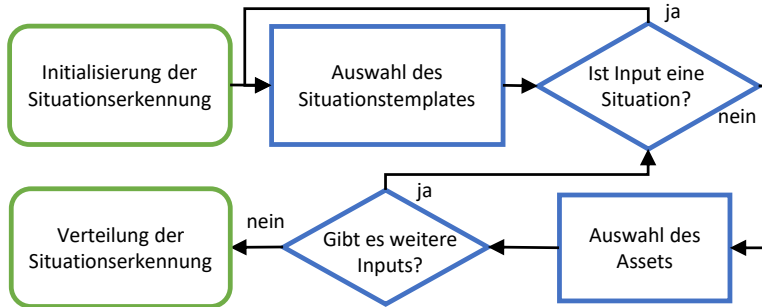 ja
Initialisierung der
Situationserkennung
Auswahl des
Situationstemplates
Ist Input eine
Situation?
nein
ja
nein
Verteilung der
Situationserkennung
Gibt es weitere
Inputs?
Auswahl des
Assets